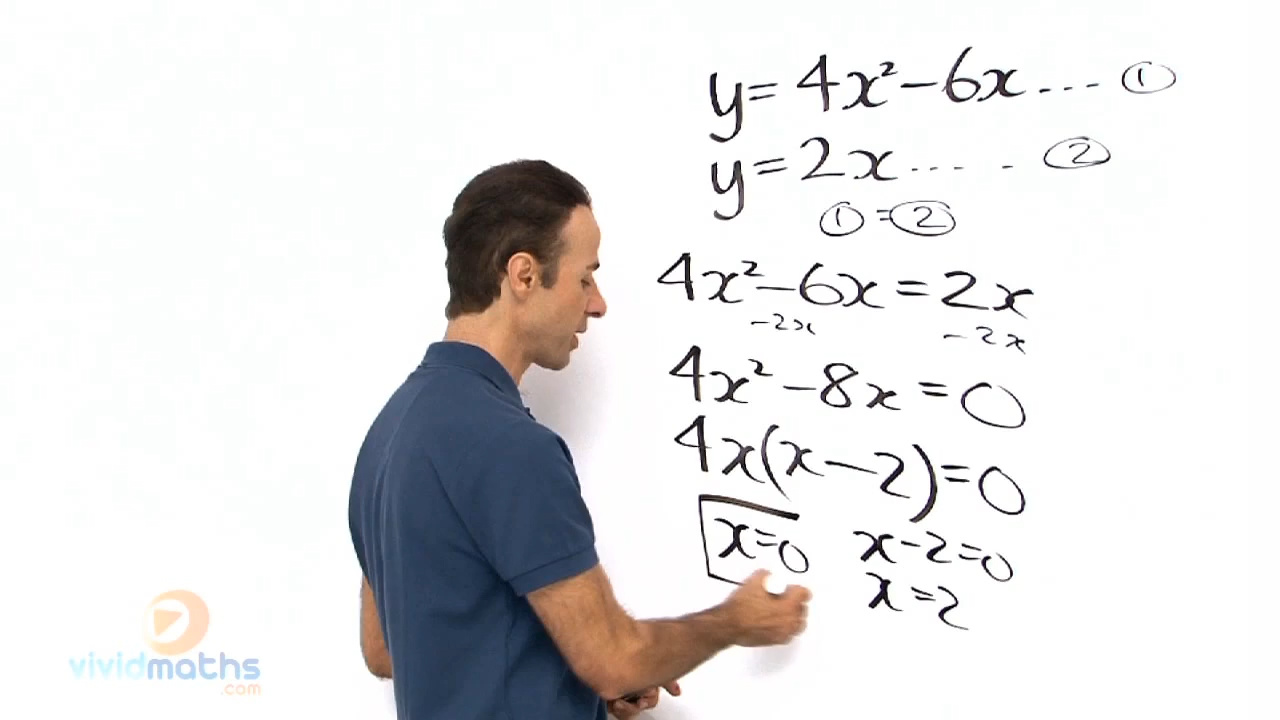 y = 4x² - 6x .... ①
y = 2x .... . ②
① = ②
4x² - 6x = 2x
-2x -2x
4x² - 8x = 0
4x(x - 2) = 0
x = 0 x - 2 = 0
x = 2
vividmaths
.com